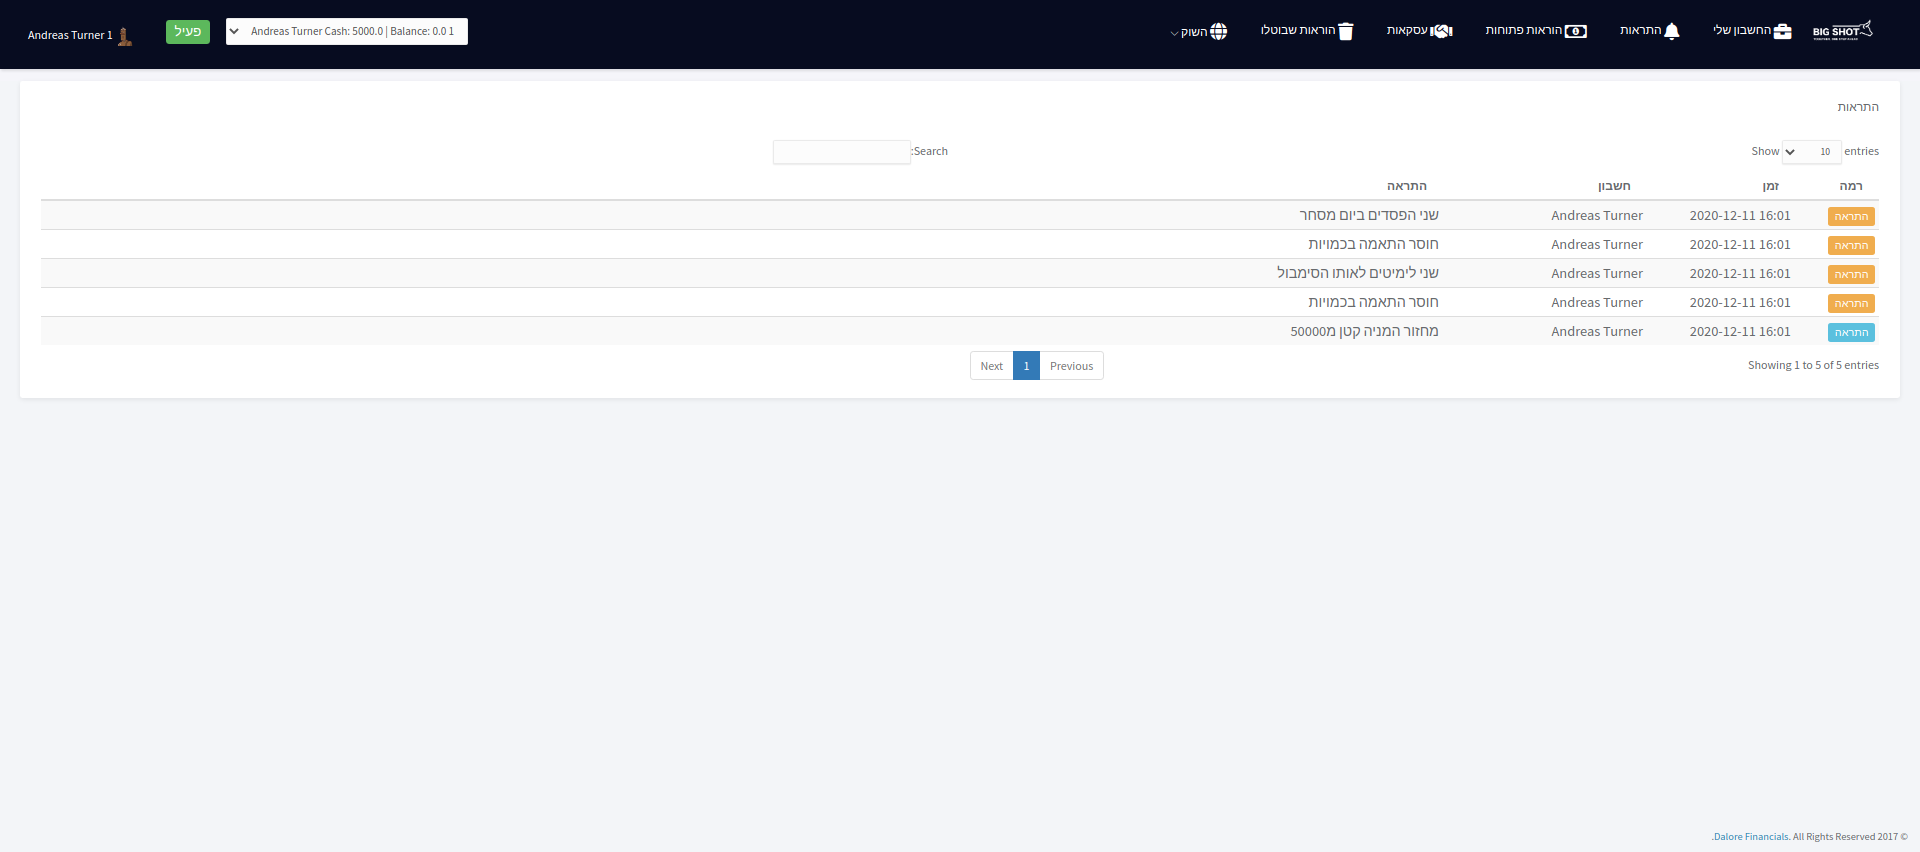 BIG SHOT
החשבון שלי
התראות
הוראות פתוחות
עסקאות
הוראות שבוטלו
השוק
Andreas Turner Cash: 5000.0 | Balance: 0.0 1
פעיל
Andreas Turner 1
התראות
Show 10 entries
Search:
רמה זמן חשבון התראה
התראה 2020-12-11 16:01 Andreas Turner שני הפסדים ביום מסחר
התראה 2020-12-11 16:01 Andreas Turner חוסר התאמה בכמויות
התראה 2020-12-11 16:01 Andreas Turner שני לימיטים לאותו הסימבול
התראה 2020-12-11 16:01 Andreas Turner חוסר התאמה בכמויות
התראה 2020-12-11 16:01 Andreas Turner מחזור המניה קטן מ50000
Showing 1 to 5 of 5 entries
Previous 1 Next
© 2017 Dalore Financials. All Rights Reserved.